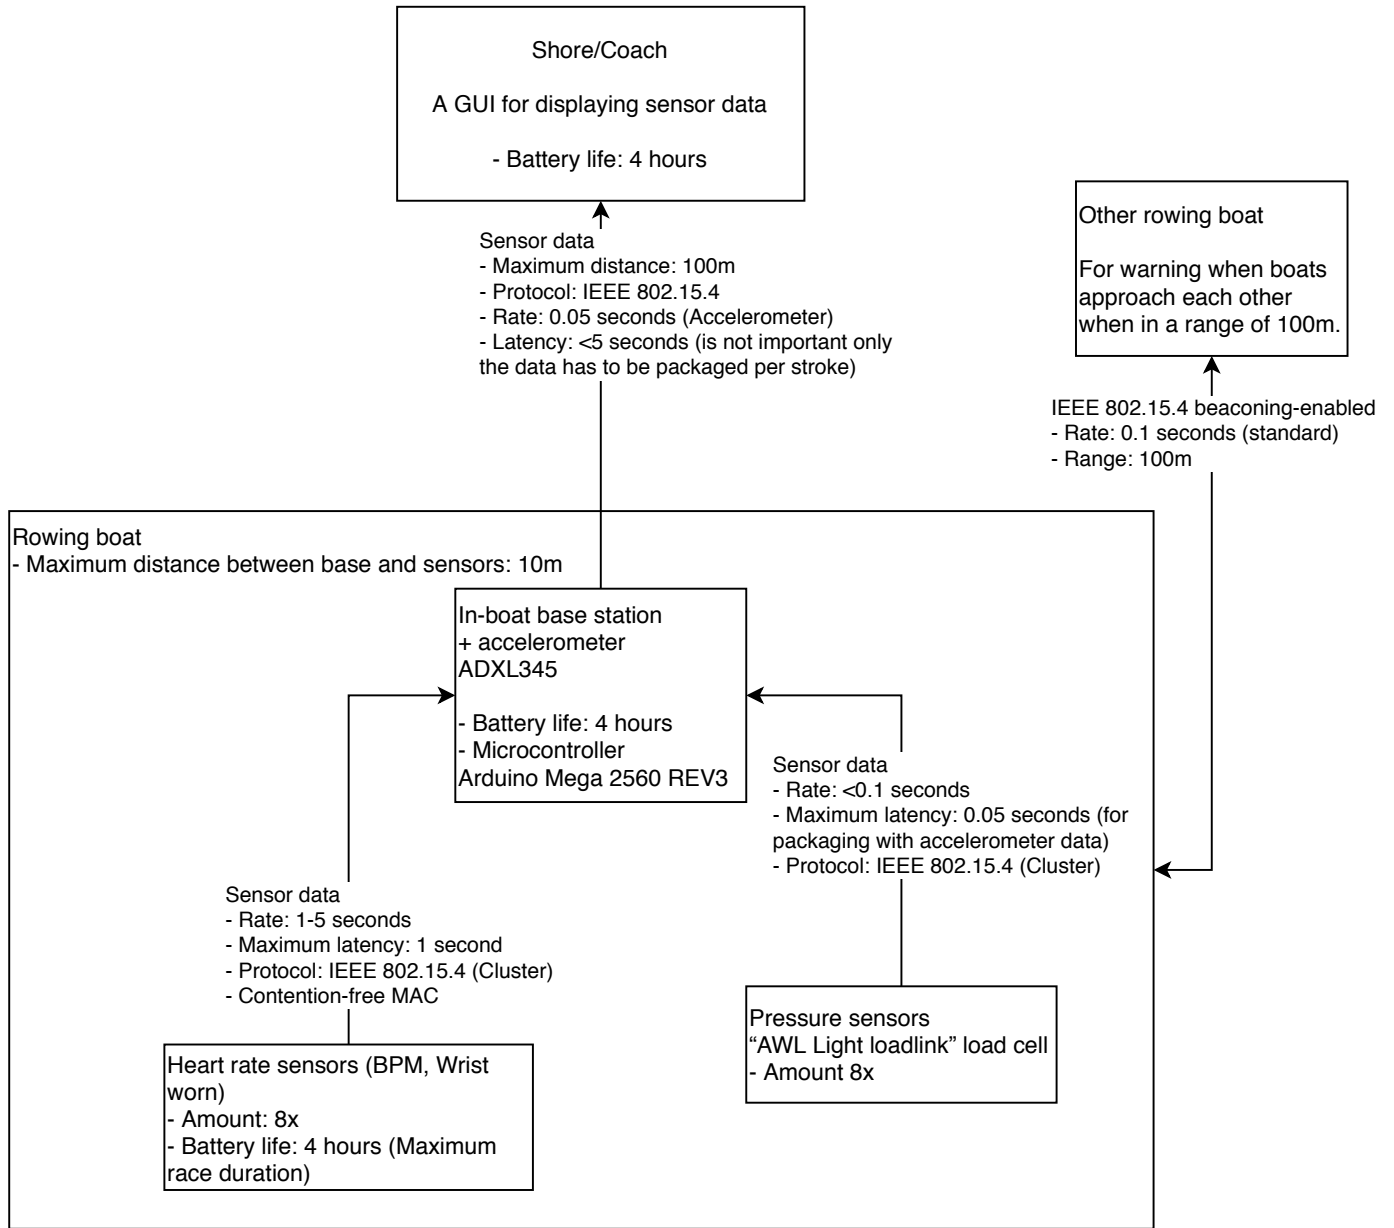 Shore/Coach
A GUI for displaying sensor data
- Battery life: 4 hours
Sensor data
- Maximum distance: 100m
- Protocol: IEEE 802.15.4
- Rate: 0.05 seconds (Accelerometer)
- Latency: <5 seconds (is not important only
the data has to be packaged per stroke)
Other rowing boat
For warning when boats
approach each other
when in a range of 100m.
IEEE 802.15.4 beaconing-enabled
- Rate: 0.1 seconds (standard)
- Range: 100m
Rowing boat
- Maximum distance between base and sensors: 10m
In-boat base station
+ accelerometer
ADXL345
- Battery life: 4 hours
- Microcontroller
Arduino Mega 2560 REV3
Sensor data
- Rate: <0.1 seconds
- Maximum latency: 0.05 seconds (for
packaging with accelerometer data)
- Protocol: IEEE 802.15.4 (Cluster)
Sensor data
- Rate: 1-5 seconds
- Maximum latency: 1 second
- Protocol: IEEE 802.15.4 (Cluster)
- Contention-free MAC
Pressure sensors
“AWL Light loadlink” load cell
- Amount 8x
Heart rate sensors (BPM, Wrist
worn)
- Amount: 8x
- Battery life: 4 hours (Maximum
race duration)